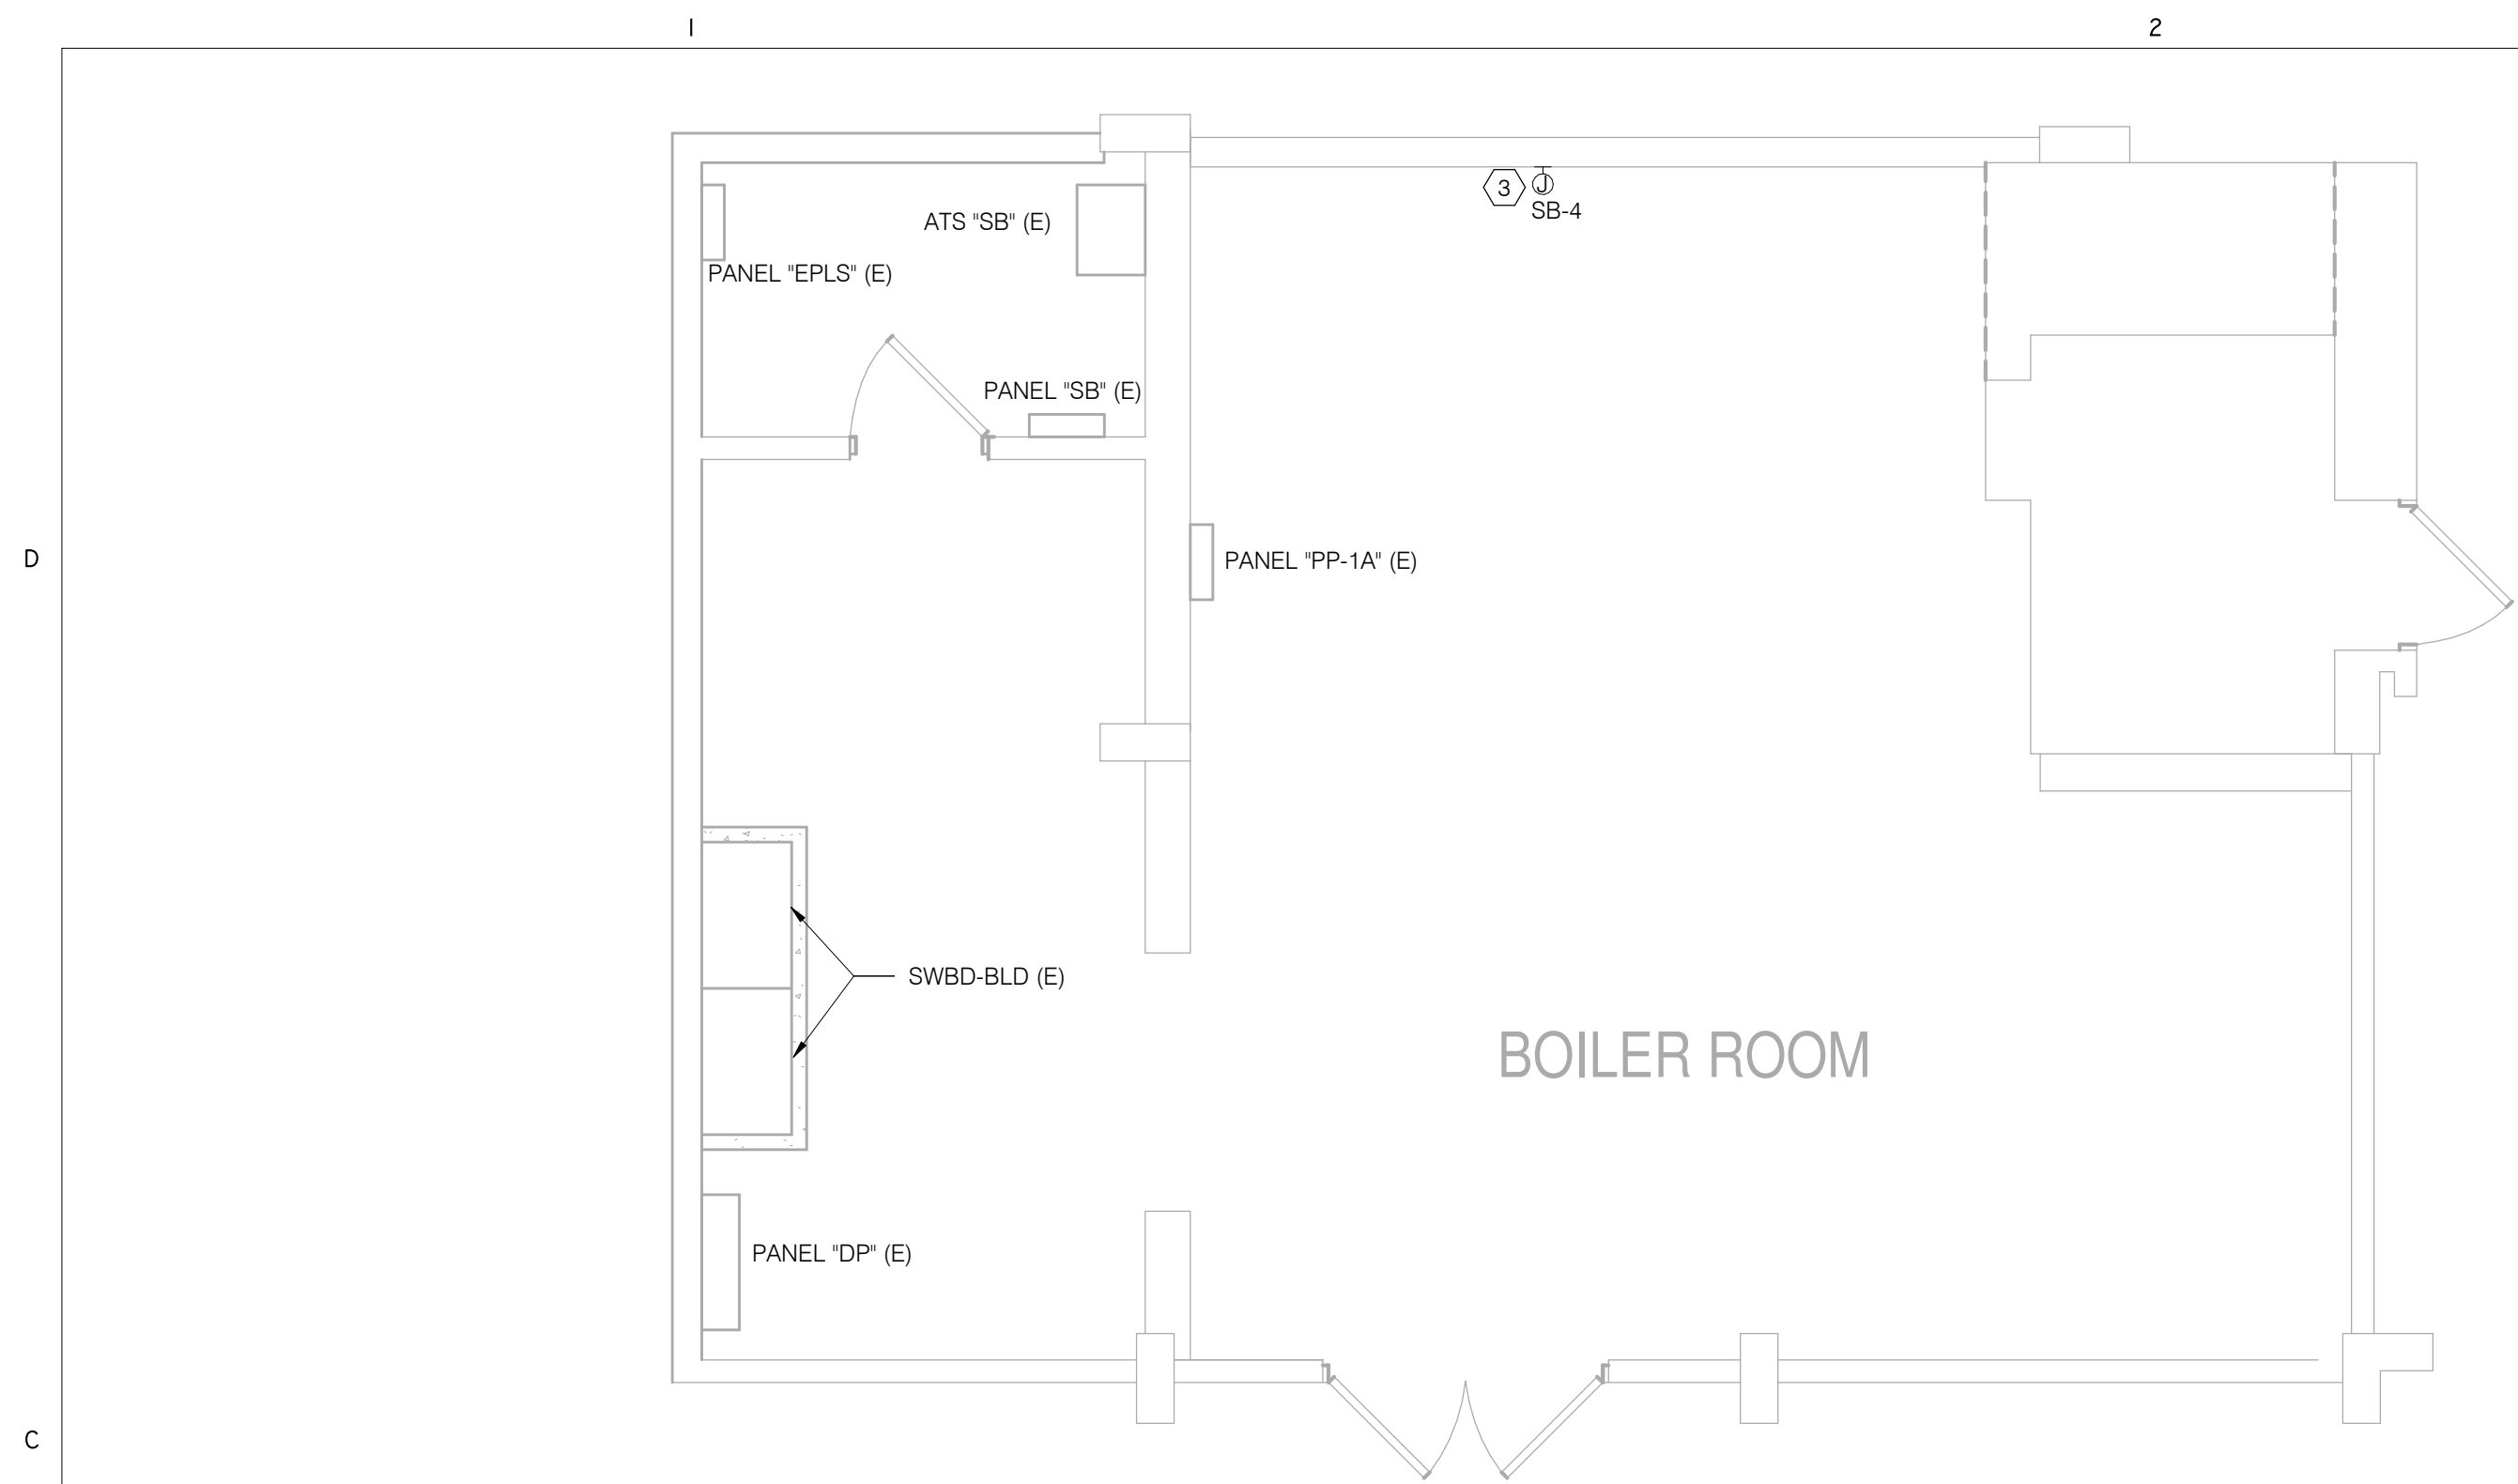 1
2
3
J
SB-4
ATS "SB" (E)
PANEL "EPLS" (E)
PANEL "SB" (E)
D
PANEL "PP-1A" (E)
SWBD-BLD (E)
BOILER ROOM
PANEL "DP" (E)
C